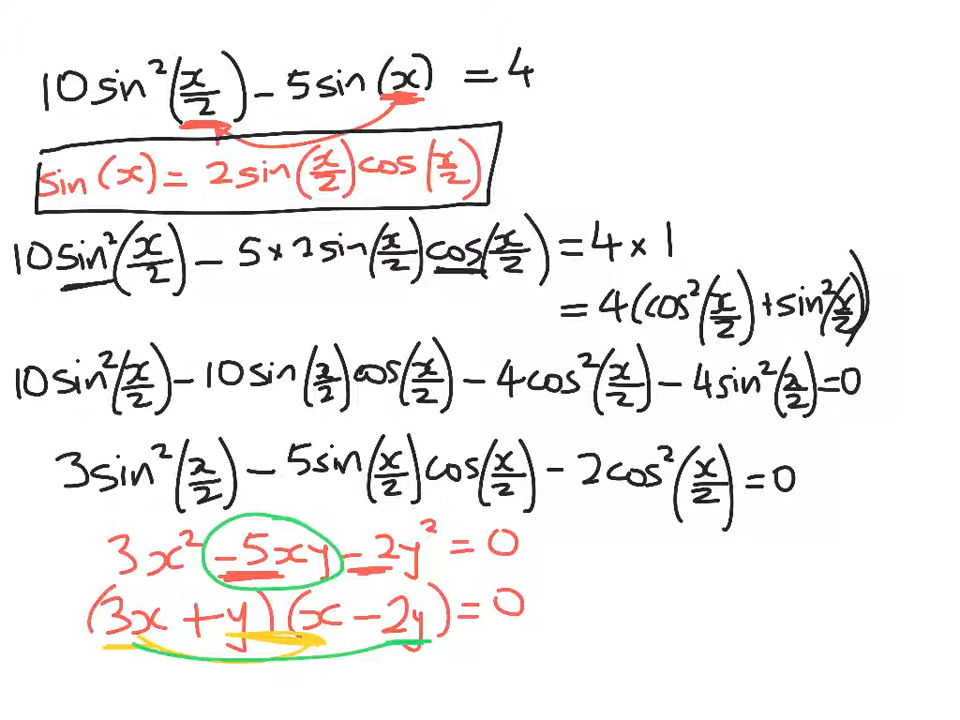 10sin²(x/2) - 5sin(x) = 4
sin(x) = 2sin(x/2)cos(x/2)
10sin²(x/2) - 5×2sin(x/2)cos(x/2) = 4×1
= 4(cos²(x/2) + sin²(x/2))
10sin²(x/2) - 10sin(x/2)cos(x/2) - 4cos²(x/2) - 4sin²(x/2) = 0
3sin²(x/2) - 5sin(x/2)cos(x/2) - 2cos²(x/2) = 0
3x² - 5xy - 2y² = 0
(3x + y)(x - 2y) = 0